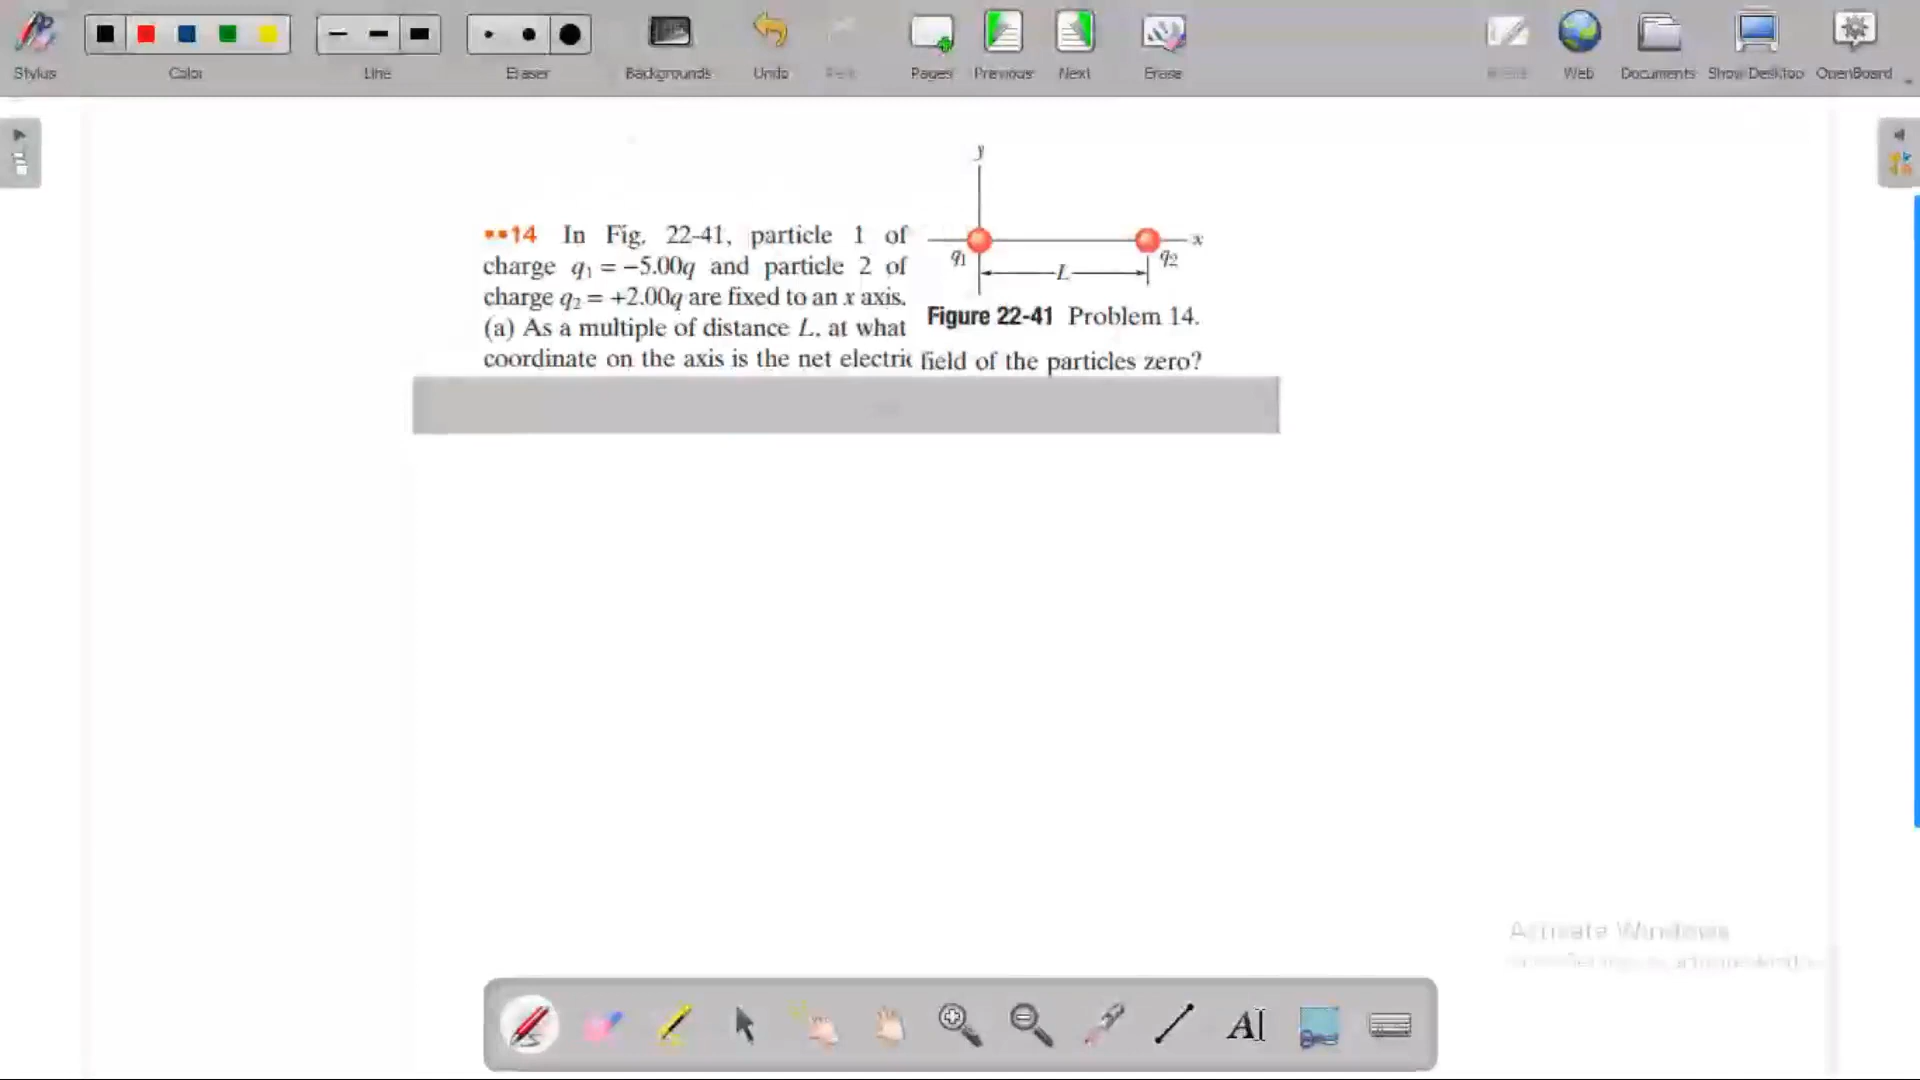 Stylus
Color
Line
Eraser
Backgrounds
Undo
Pages
Previous
Next
Erase
Web
Documents
Show Desktop
OpenBoard
••14 In Fig. 22-41, particle 1 of
charge q₁ = −5.00q and particle 2 of
charge q₂ = +2.00q are fixed to an x axis.
(a) As a multiple of distance L, at what
coordinate on the axis is the net electric field of the particles zero?
y
x
q₁
q₂
L
Figure 22-41 Problem 14.
Activate Windows